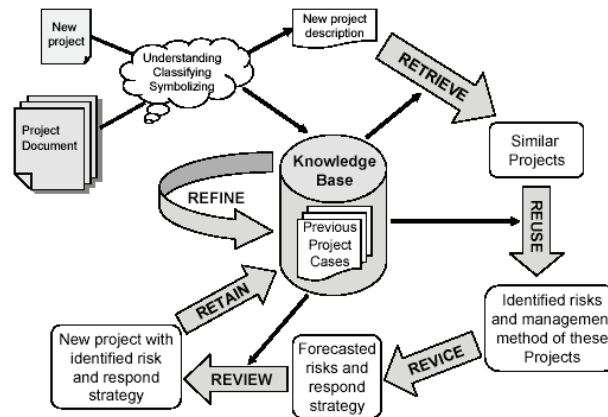 New
project
Project
Document
Understanding
Classifying
Symbolizing
New project
description
RETRIEVE
Similar
Projects
REUSE
Knowledge
Base
Previous
Project
Cases
REFINE
RETAIN
Identified risks
and management
method of these
Projects
REVICE
Forecasted
risks and
respond
strategy
REVIEW
New project with
identified risk
and respond
strategy